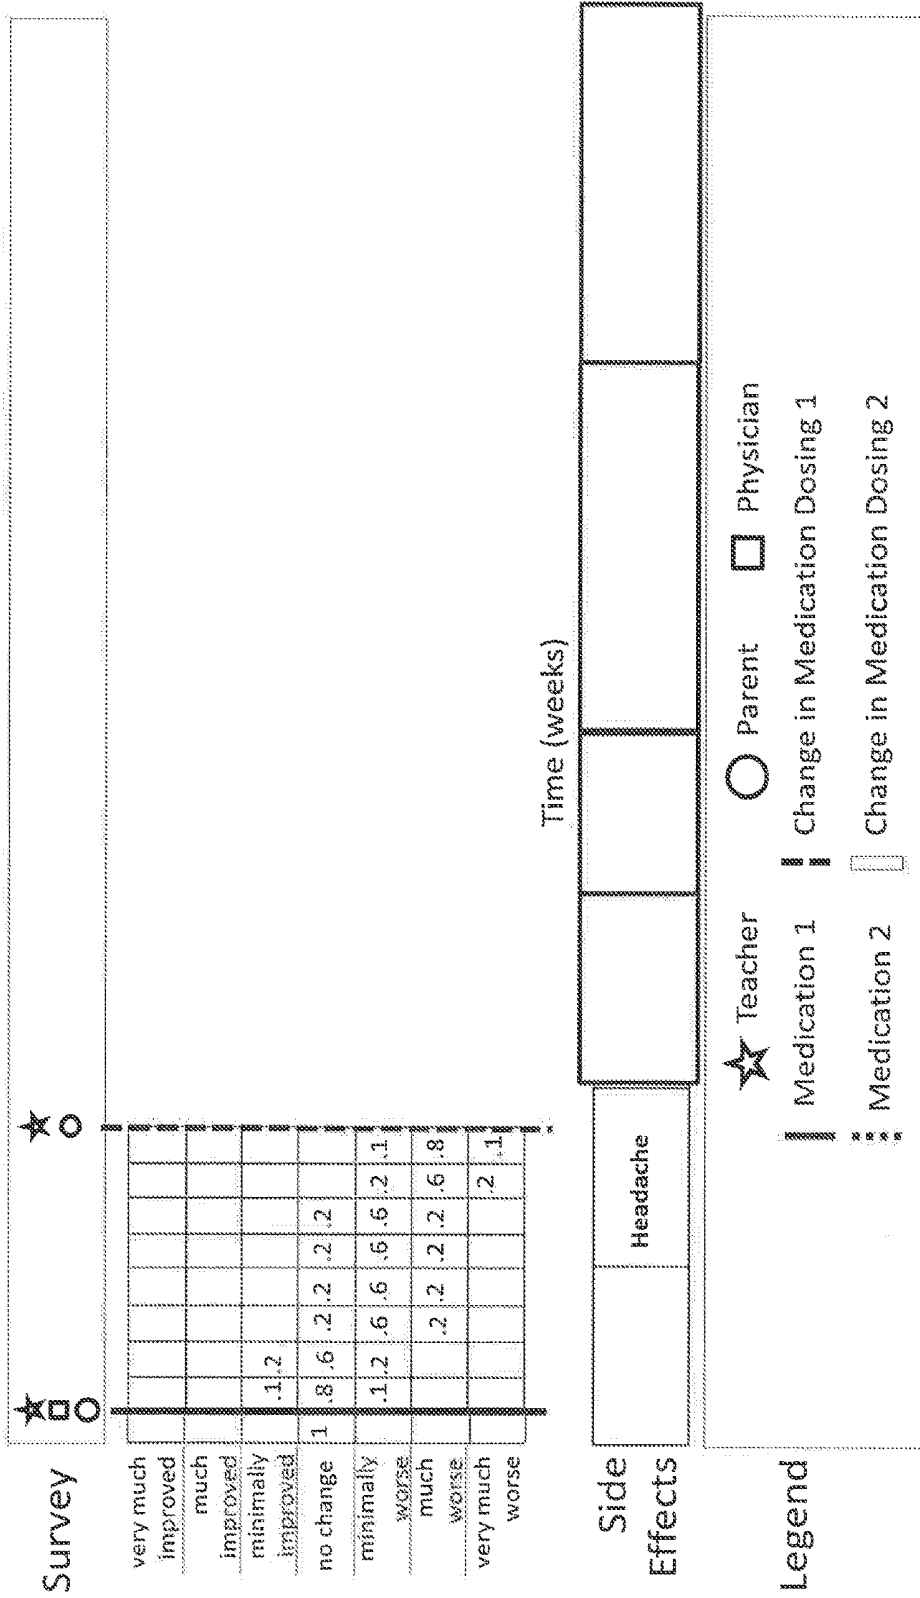 Survey
very much
improved
much
improved
minimally .1 .2
improved
no change 1 .8 .6 .2 .2 .2 .2
minimally .1 .2 .6 .6 .6 .6 .2 .1
worse
much .2 .2 .2 .2 .6 .8
worse
very much .2 .1
worse
Time (weeks)
Side
Effects
Headache
Legend
Teacher Parent Physician
Medication 1 Change in Medication Dosing 1
Medication 2 Change in Medication Dosing 2